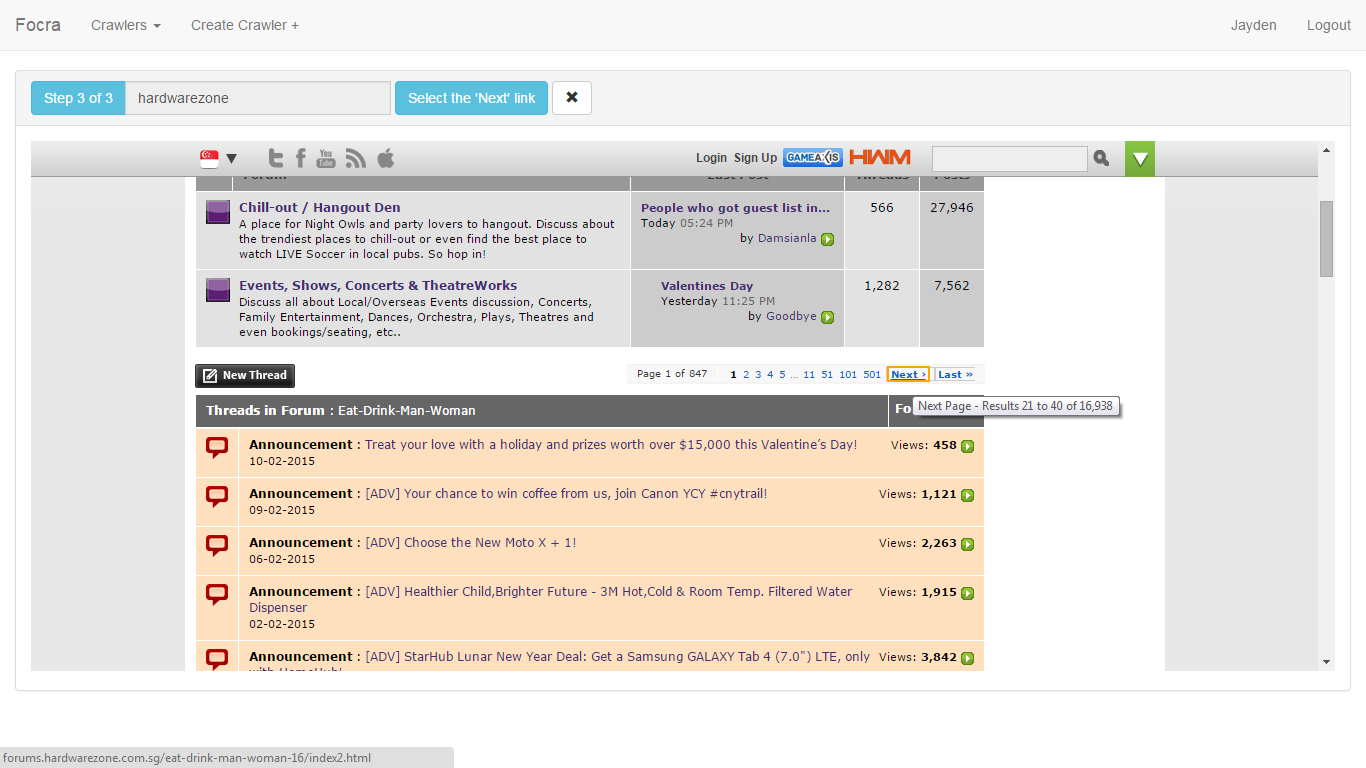 Focra Crawlers Create Crawler + Jayden Logout
Step 3 of 3 hardwarezone Select the 'Next' link
You Tube Login Sign Up GAMEAXIS HWM
Forum Last Post Threads Posts
Chill-out / Hangout Den People who got guest list in... 566 27,946
A place for Night Owls and party lovers to hangout. Discuss about Today 05:24 PM
the trendiest places to chill-out or even find the best place to by Damsianla
watch LIVE Soccer in local pubs. So hop in!
Events, Shows, Concerts & TheatreWorks Valentines Day 1,282 7,562
Discuss all about Local/Overseas Events discussion, Concerts, Yesterday 11:25 PM
Family Entertainment, Dances, Orchestra, Plays, Theatres and by Goodbye
even bookings/seating, etc..
New Thread Page 1 of 847 1 2 3 4 5 ... 11 51 101 501 Next › Last »
Threads in Forum : Eat-Drink-Man-Woman Fo
Next Page - Results 21 to 40 of 16,938
Announcement : Treat your love with a holiday and prizes worth over $15,000 this Valentine's Day! Views: 458
10-02-2015
Announcement : [ADV] Your chance to win coffee from us, join Canon YCY #cnytrail! Views: 1,121
09-02-2015
Announcement : [ADV] Choose the New Moto X + 1! Views: 2,263
06-02-2015
Announcement : [ADV] Healthier Child,Brighter Future - 3M Hot,Cold & Room Temp. Filtered Water Views: 1,915
Dispenser
02-02-2015
Announcement : [ADV] StarHub Lunar New Year Deal: Get a Samsung GALAXY Tab 4 (7.0") LTE, only Views: 3,842
with HomeHub!
forums.hardwarezone.com.sg/eat-drink-man-woman-16/index2.html